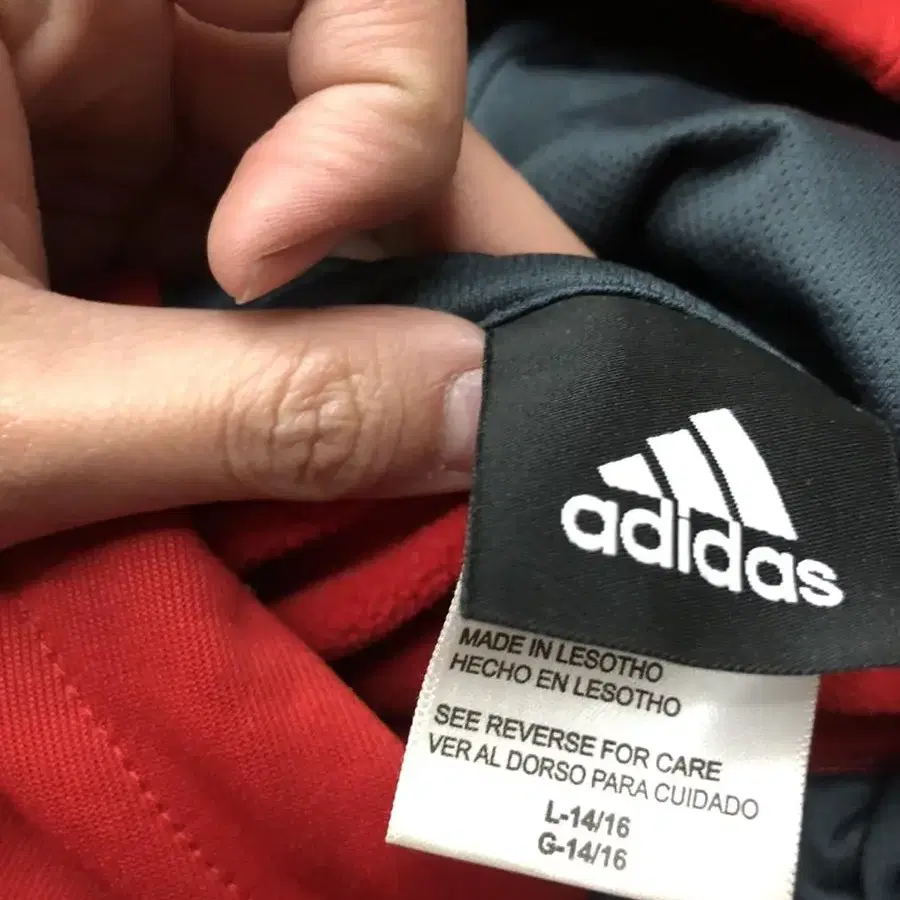 adidas
MADE IN LESOTHO
HECHO EN LESOTHO
SEE REVERSE FOR CARE
VER AL DORSO PARA CUIDADO
L-14/16
G-14/16